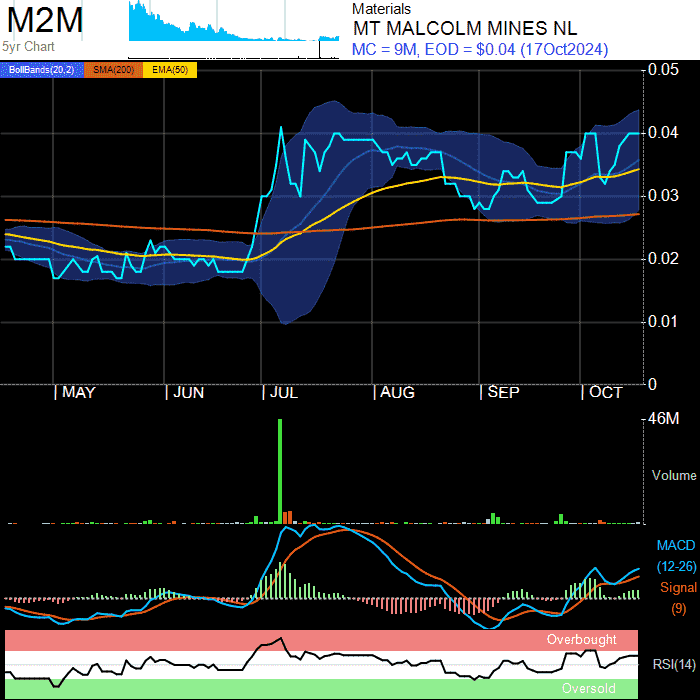 M2M
5yr Chart
Materials
MT MALCOLM MINES NL
MC = 9M, EOD = $0.04 (17Oct2024)
BollBands(20,2) SMA(200) EMA(50)
0.05
0.04
0.03
0.02
0.01
0
MAY JUN JUL AUG SEP OCT
46M
Volume
MACD
(12-26)
Signal
(9)
Overbought
RSI(14)
Oversold